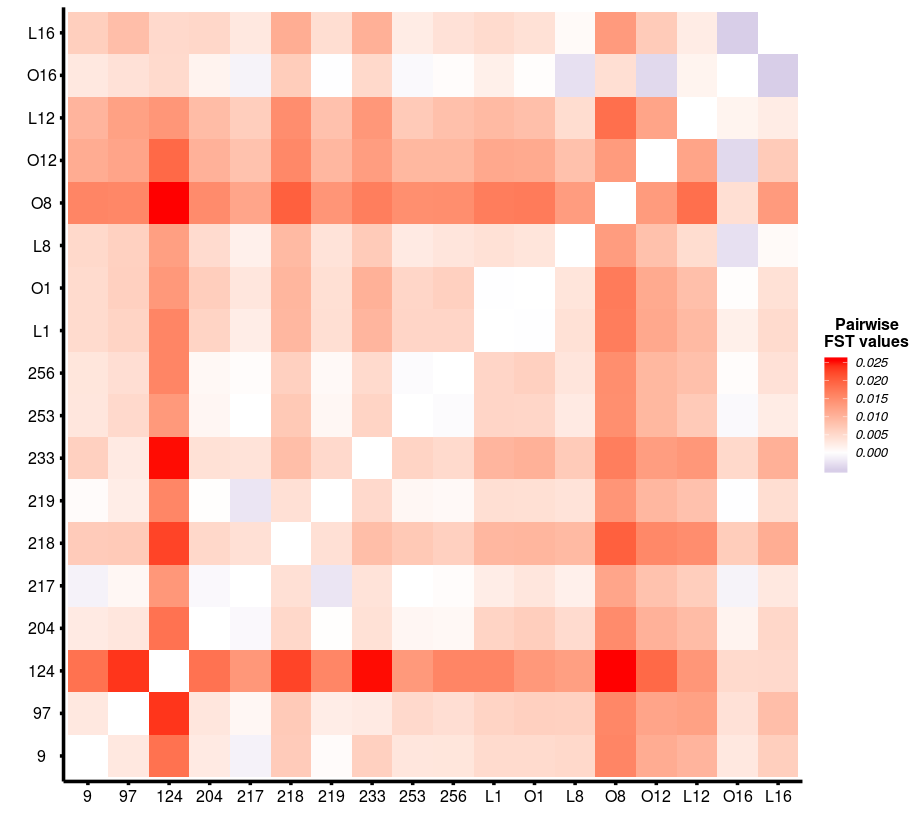 L16
O16
L12
O12
O8
L8
O1
L1
256
253
233
219
218
217
204
124
97
9
9 97 124 204 217 218 219 233 253 256 L1 O1 L8 O8 O12 L12 O16 L16
Pairwise
FST values
0.025
0.020
0.015
0.010
0.005
0.000